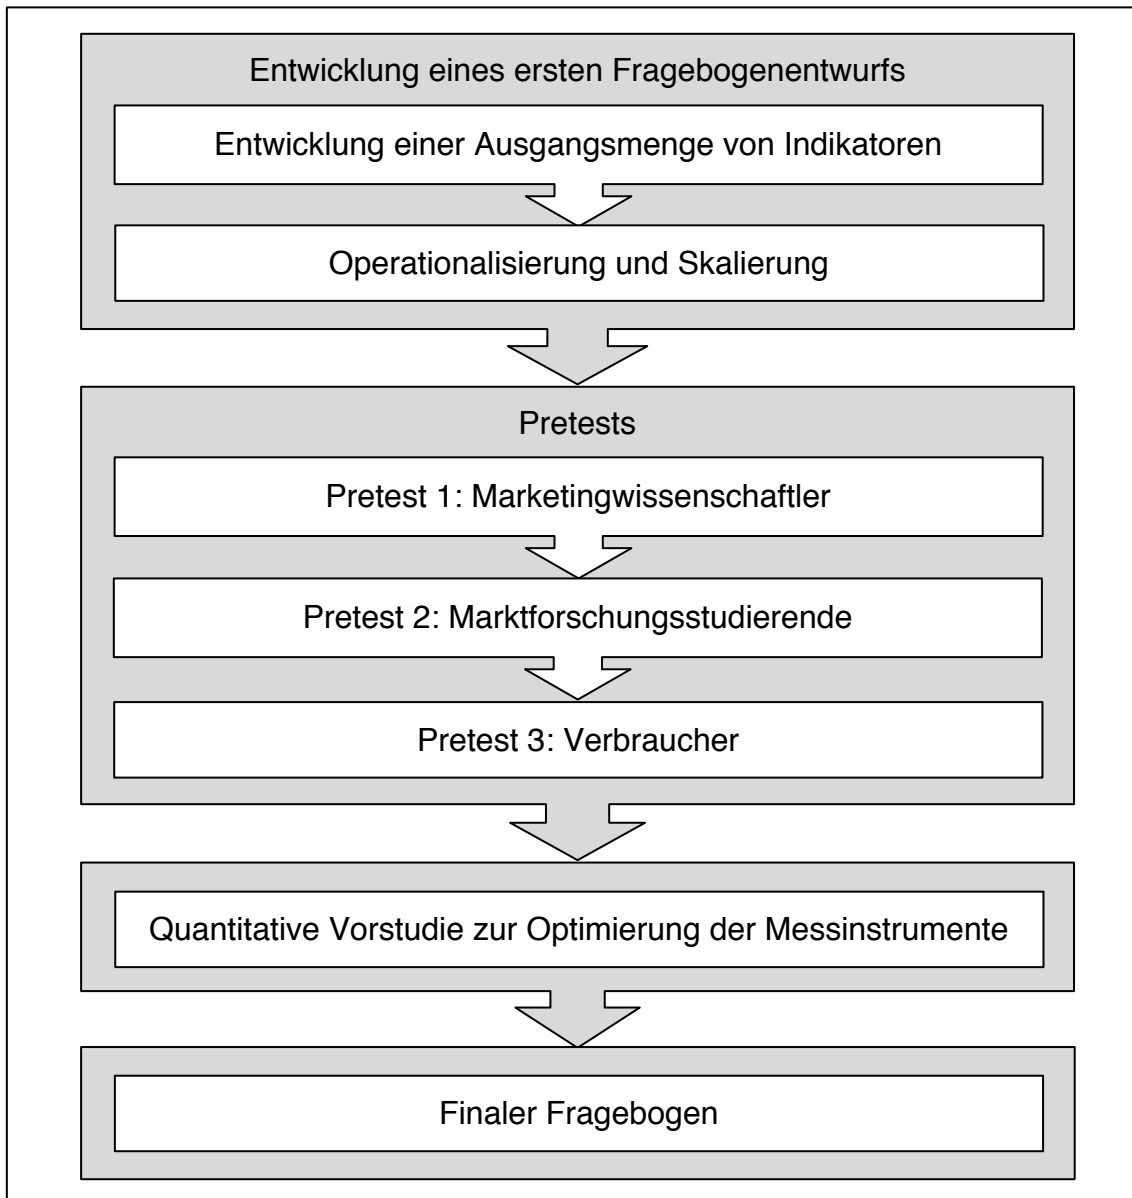 Entwicklung eines ersten Fragebogenentwurfs
Entwicklung einer Ausgangsmenge von Indikatoren
Operationalisierung und Skalierung
Pretests
Pretest 1: Marketingwissenschaftler
Pretest 2: Marktforschungsstudierende
Pretest 3: Verbraucher
Quantitative Vorstudie zur Optimierung der Messinstrumente
Finaler Fragebogen